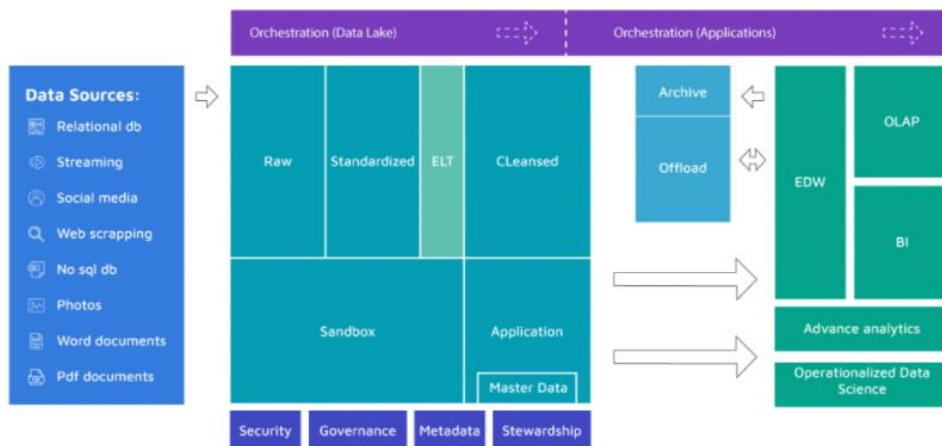 Orchestration (Data Lake)
Orchestration (Applications)
Data Sources:
Relational db
Streaming
Social media
Web scrapping
No sql db
Photos
Word documents
Pdf documents
Raw
Standardized
ELT
CLeansed
Sandbox
Application
Master Data
Security
Governance
Metadata
Stewardship
Archive
Offload
EDW
OLAP
BI
Advance analytics
Operationalized Data
Science